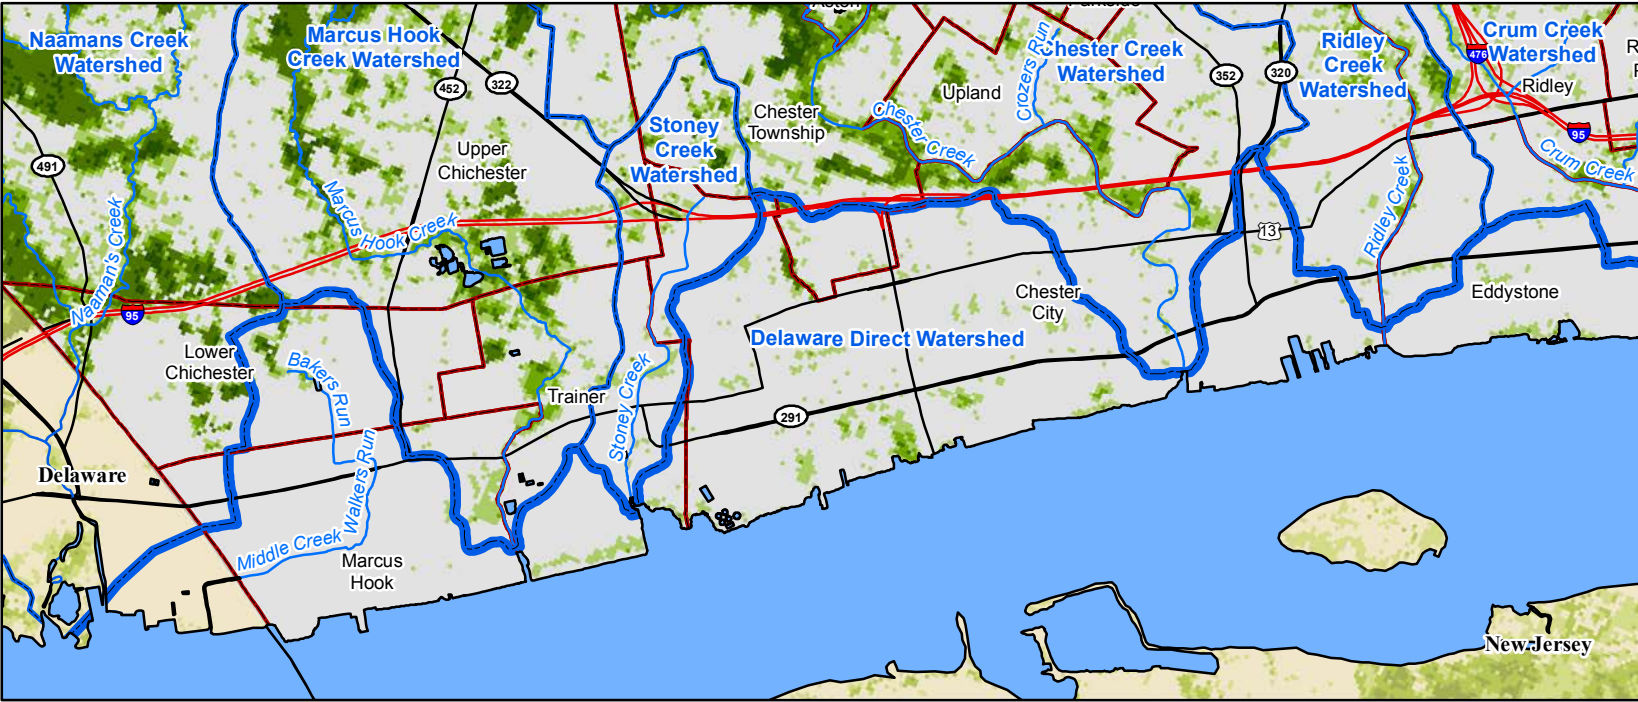 Aston
Parkside
Naamans Creek
Watershed
Marcus Hook
Creek Watershed
452
322
Stoney
Creek
Watershed
Chester
Township
Chester Creek
Upland
Crozers Run
Chester Creek
Watershed
352
320
Ridley
Creek
Watershed
476
Crum Creek
Watershed
Ridley
95
Crum Creek
491
Upper
Chichester
Marcus Hook Creek
Naaman's Creek
95
Ridley Creek
13
Eddystone
Chester
City
Delaware Direct Watershed
Lower
Chichester
Bakers Run
Trainer
Stoney Creek
291
Delaware
Walkers Run
Middle Creek
Marcus
Hook
New Jersey